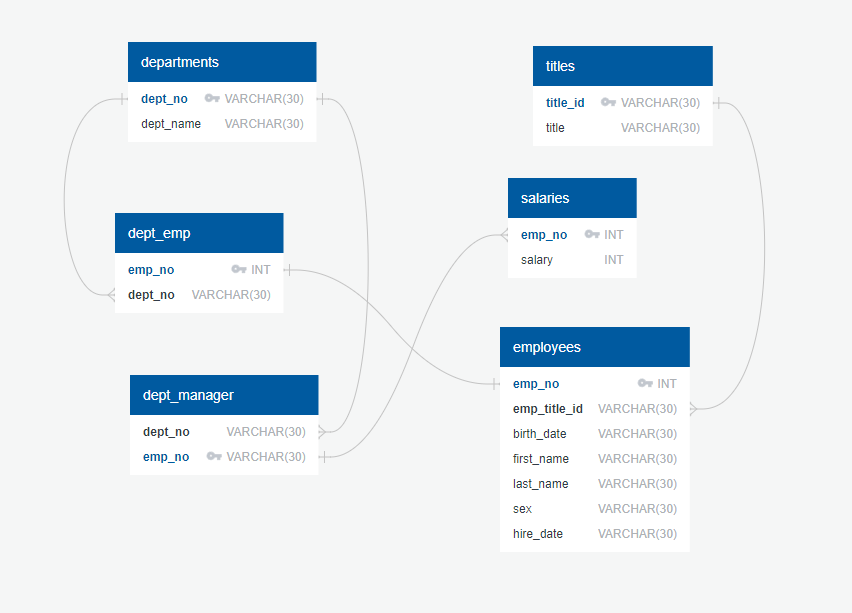 departments
dept_no VARCHAR(30)
dept_name VARCHAR(30)
titles
title_id VARCHAR(30)
title VARCHAR(30)
salaries
emp_no INT
salary INT
dept_emp
emp_no INT
dept_no VARCHAR(30)
employees
emp_no INT
emp_title_id VARCHAR(30)
birth_date VARCHAR(30)
first_name VARCHAR(30)
last_name VARCHAR(30)
sex VARCHAR(30)
hire_date VARCHAR(30)
dept_manager
dept_no VARCHAR(30)
emp_no VARCHAR(30)